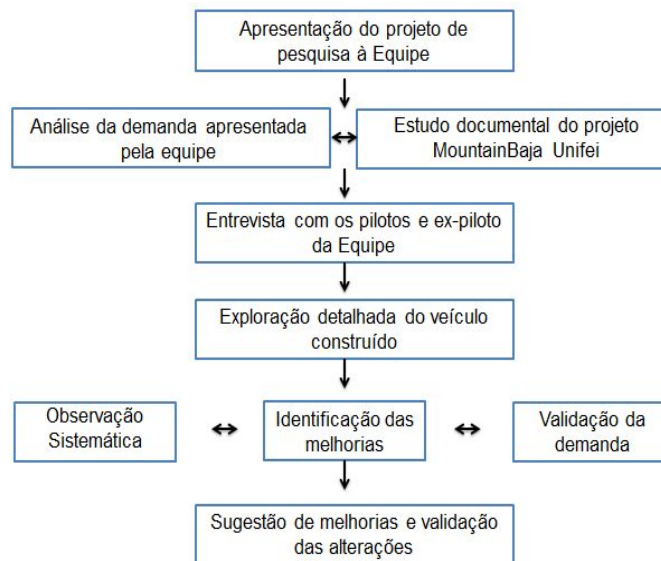 Apresentação do projeto de
pesquisa à Equipe
Análise da demanda apresentada
pela equipe
Estudo documental do projeto
MountainBaja Unifei
Entrevista com os pilotos e ex-piloto
da Equipe
Exploração detalhada do veículo
construído
Observação
Sistemática
Identificação das
melhorias
Validação da
demanda
Sugestão de melhorias e validação
das alterações